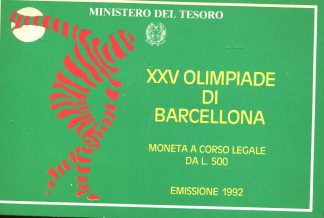 MINISTERO DEL TESORO
XXV OLIMPIADE
DI
BARCELLONA
MONETA A CORSO LEGALE
DA L. 500
EMISSIONE 1992